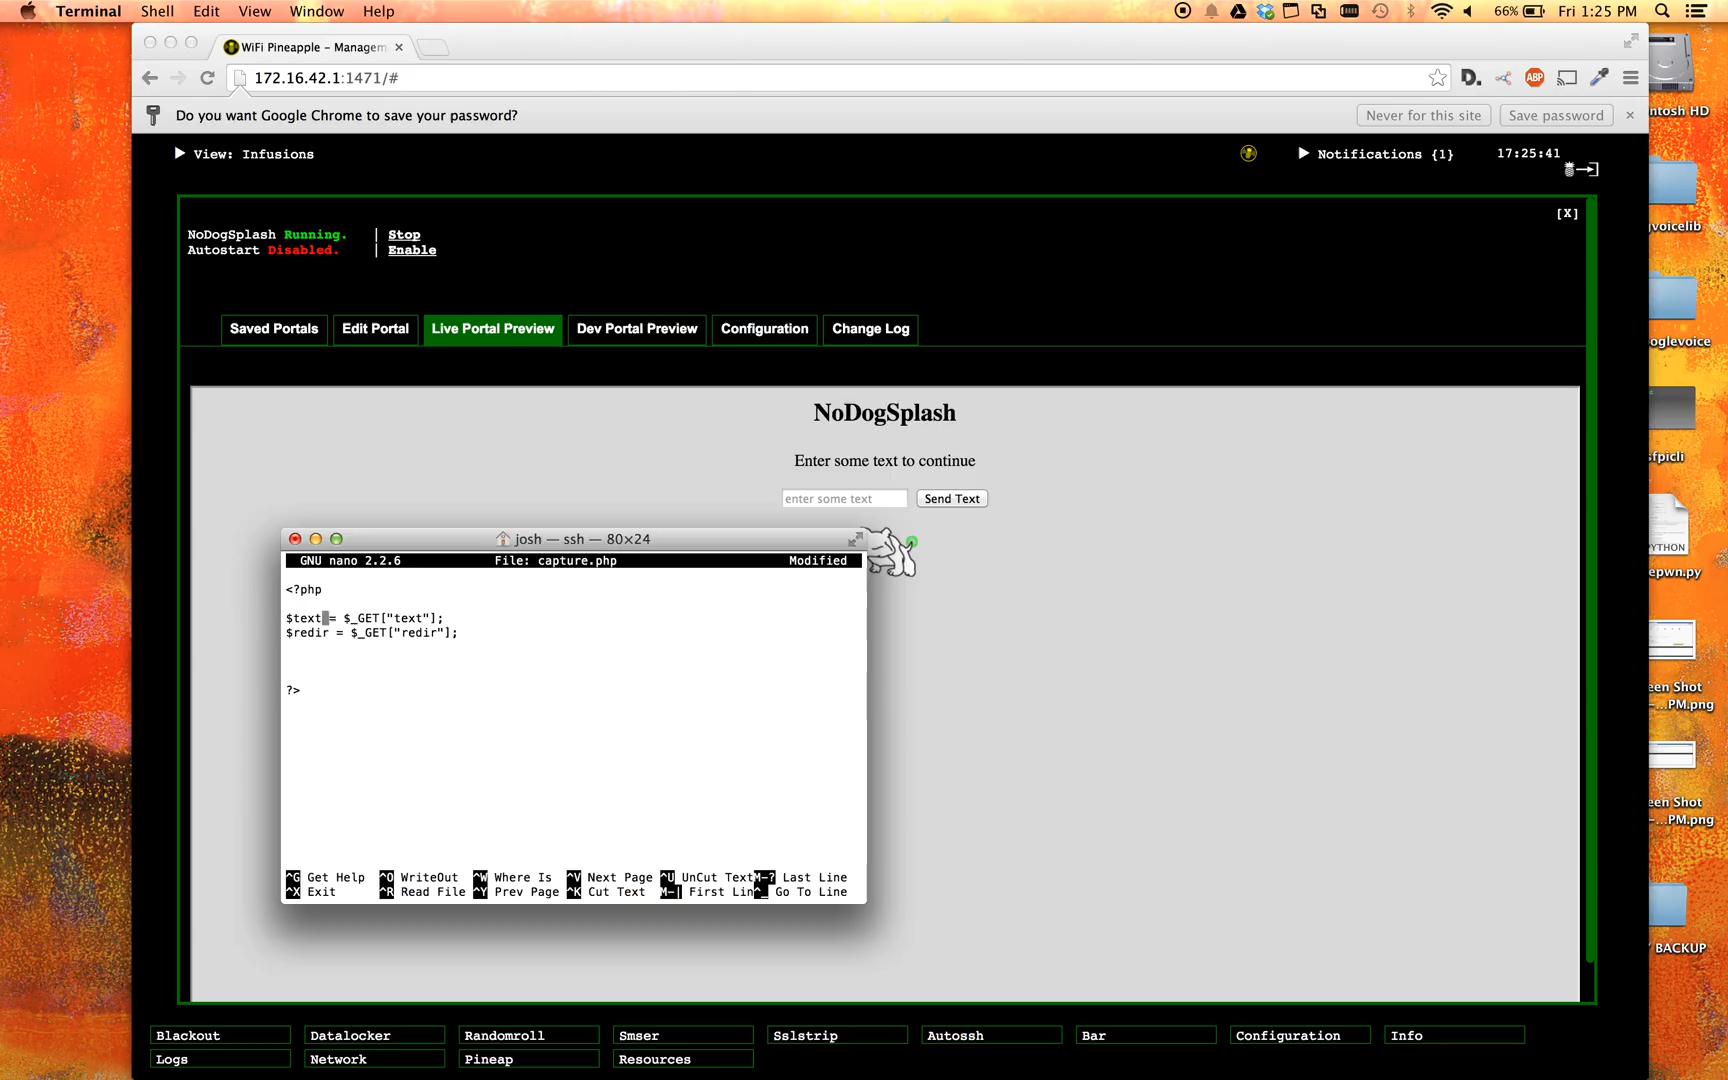 Terminal Shell Edit View Window Help
66% Fri 1:25 PM
WiFi Pineapple - Managem
172.16.42.1:1471/#
D.
ABP
Do you want Google Chrome to save your password?
Never for this site
Save password
View: Infusions
Notifications {1}
17:25:41
[X]
NoDogSplash Running. | Stop
Autostart Disabled. | Enable
Saved Portals
Edit Portal
Live Portal Preview
Dev Portal Preview
Configuration
Change Log
NoDogSplash
Enter some text to continue
enter some text
Send Text
josh — ssh — 80×24
GNU nano 2.2.6 File: capture.php Modified
<?php
$text = $_GET["text"];
$redir = $_GET["redir"];
?>
^G Get Help ^O WriteOut ^W Where Is ^V Next Page ^U UnCut Text M-? Last Line
^X Exit ^R Read File ^Y Prev Page ^K Cut Text M-| First Lin ^_ Go To Line
Blackout
Datalocker
Randomroll
Smser
Sslstrip
Autossh
Bar
Configuration
Info
Logs
Network
Pineap
Resources
ntosh HD
voicelib
oglevoice
sfpicli
PYTHON
epwn.py
een Shot
-...PM.png
een Shot
-...PM.png
BACKUP